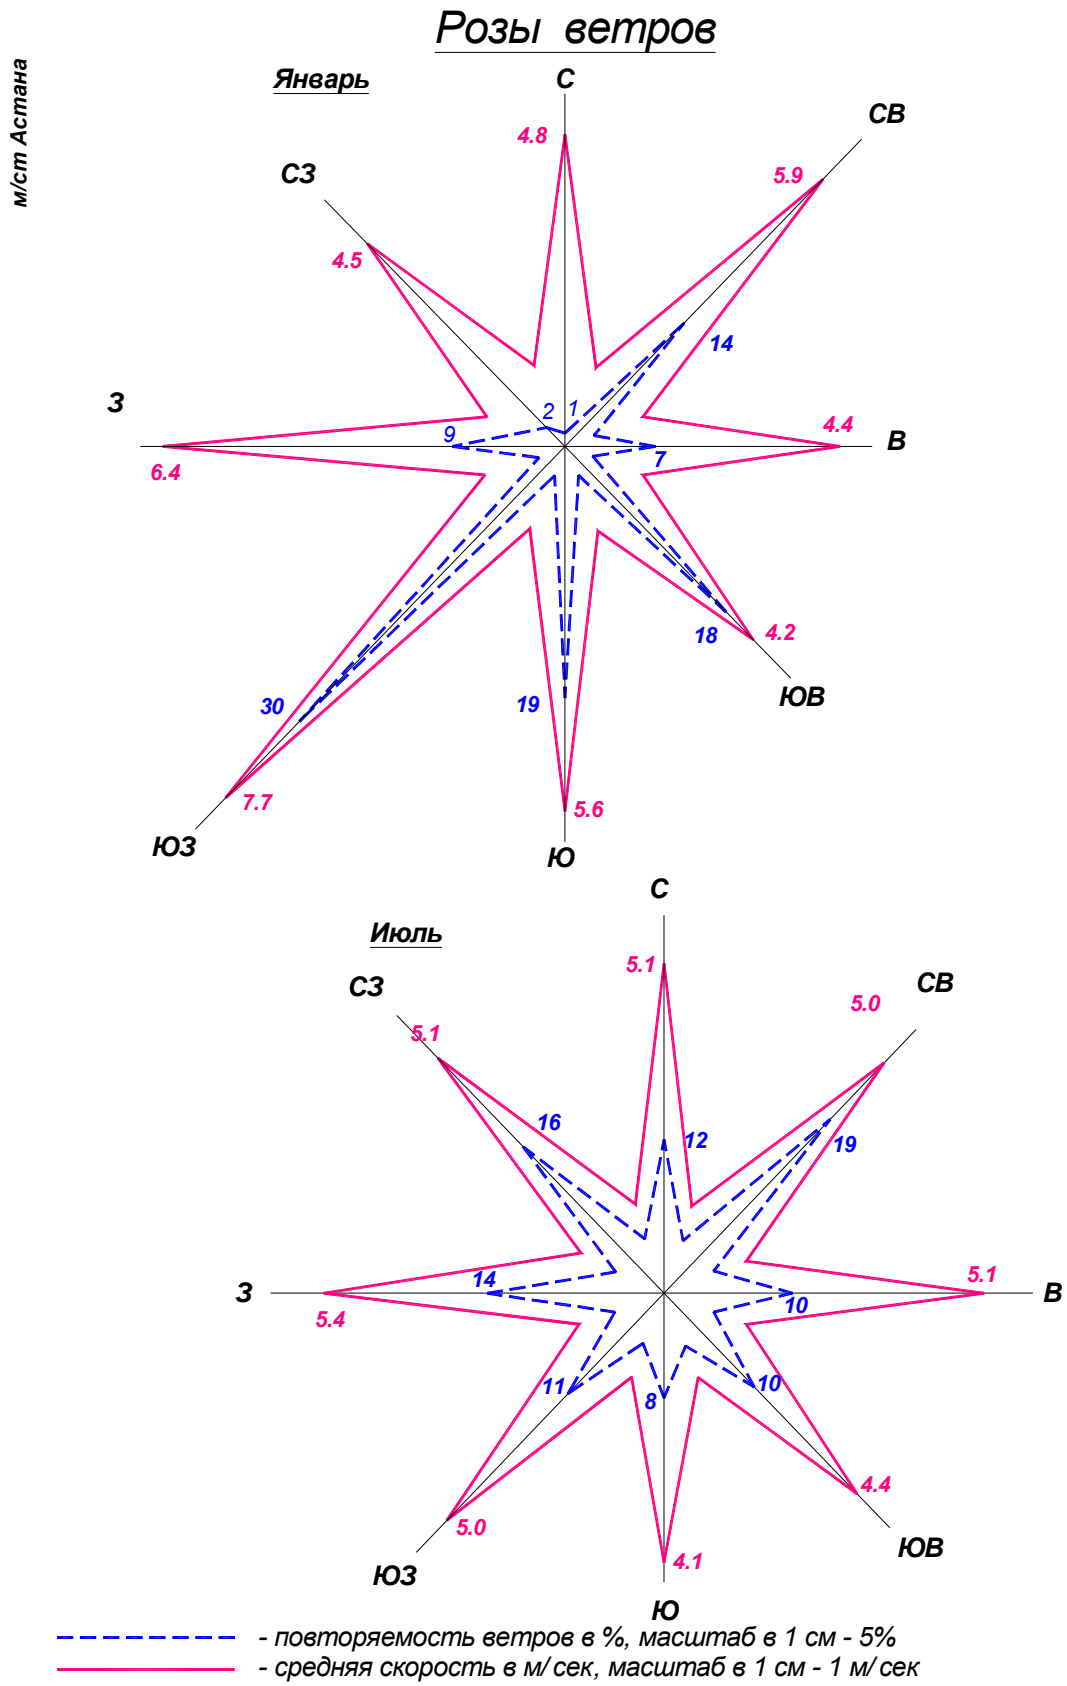 Розы ветров
м/ст Астана
Январь
С
СВ
4.8
5.9
СЗ
4.5
14
2
1
З
9
4.4
В
7
6.4
18
4.2
ЮВ
30
19
7.7
5.6
ЮЗ
Ю
С
Июль
5.1
СЗ
СВ
5.0
5.1
16
12
19
14
5.1
З
В
10
5.4
11
10
8
4.4
5.0
4.1
ЮВ
ЮЗ
Ю
- повторяемость ветров в %, масштаб в 1 см - 5%
- средняя скорость в м/сек, масштаб в 1 см - 1 м/сек